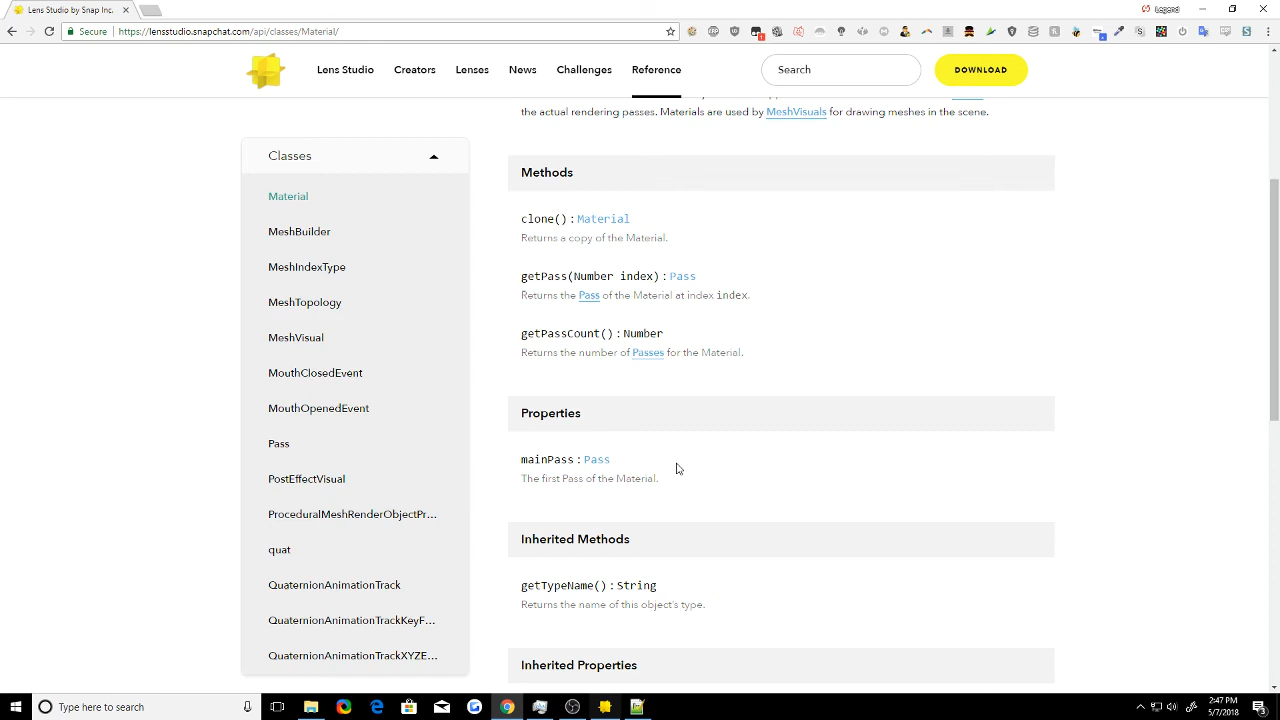 Lens Studio by Snap Inc.
Legend
Secure https://lensstudio.snapchat.com/api/classes/Material/
Lens Studio Creators Lenses News Challenges Reference Search DOWNLOAD
the actual rendering passes. Materials are used by MeshVisuals for drawing meshes in the scene.
Classes
Material
MeshBuilder
MeshIndexType
MeshTopology
MeshVisual
MouthClosedEvent
MouthOpenedEvent
Pass
PostEffectVisual
ProceduralMeshRenderObjectPr...
quat
QuaternionAnimationTrack
QuaternionAnimationTrackKeyF...
QuaternionAnimationTrackXYZE...
Methods
clone() : Material
Returns a copy of the Material.
getPass(Number index) : Pass
Returns the Pass of the Material at index index.
getPassCount() : Number
Returns the number of Passes for the Material.
Properties
mainPass : Pass
The first Pass of the Material.
Inherited Methods
getTypeName() : String
Returns the name of this object's type.
Inherited Properties
Type here to search
2:47 PM
5/7/2018